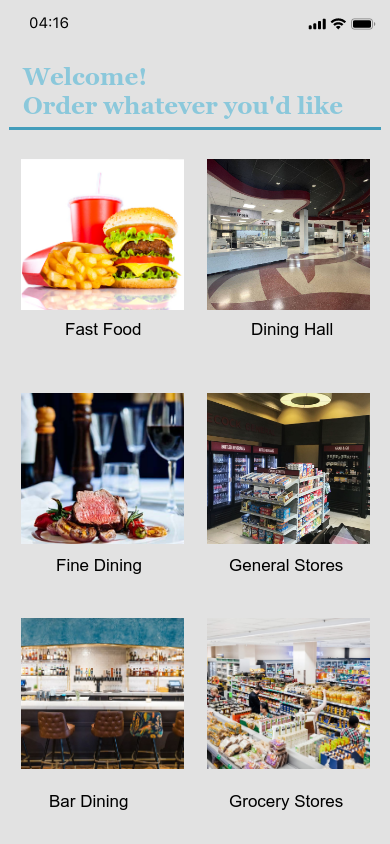 04:16
Welcome!
Order whatever you'd like
Fast Food
Dining Hall
Fine Dining
General Stores
Bar Dining
Grocery Stores